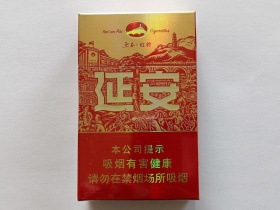 延安
本公司提示
吸烟有害健康
请勿在禁烟场所吸烟